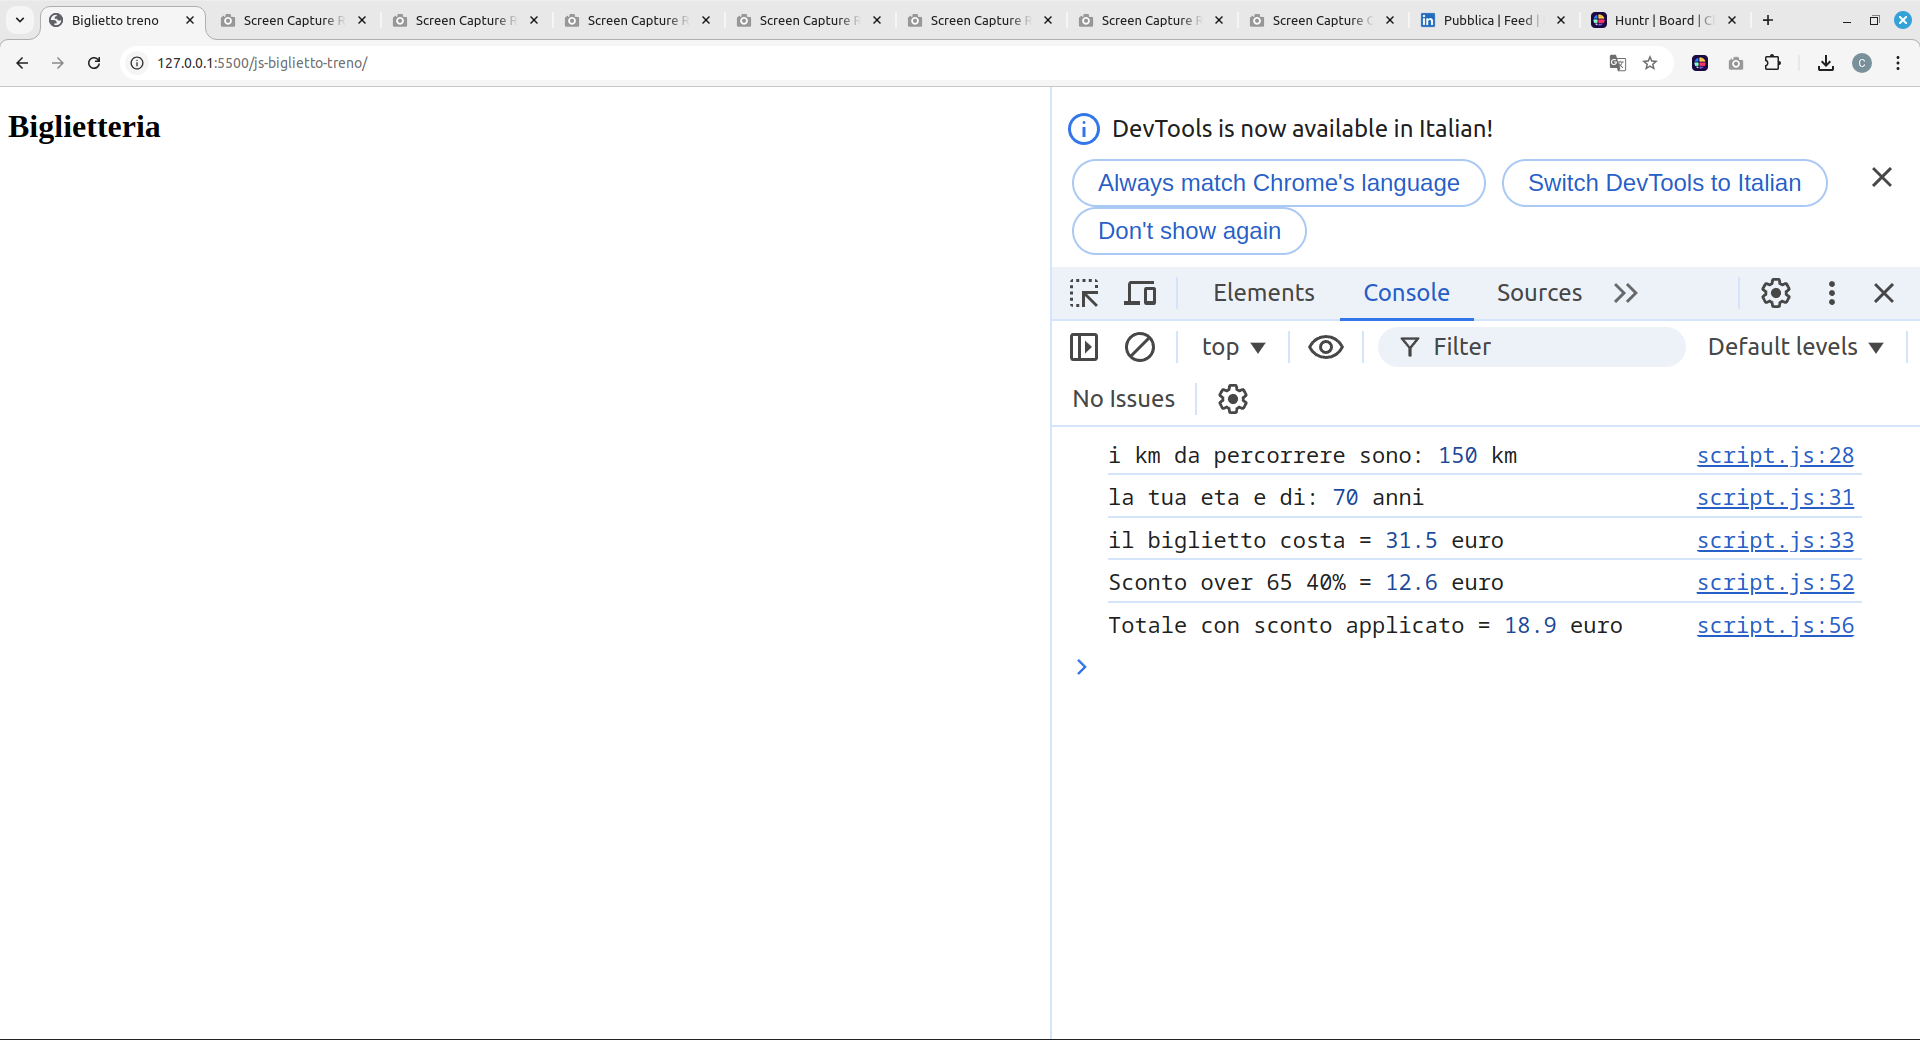 Biglietto treno
Screen Capture R
Screen Capture R
Screen Capture R
Screen Capture R
Screen Capture R
Screen Capture R
Screen Capture
Pubblica | Feed |
Huntr | Board | C
127.0.0.1:5500/js-biglietto-treno/
C
Biglietteria
DevTools is now available in Italian!
Always match Chrome's language
Switch DevTools to Italian
Don't show again
Elements
Console
Sources
top
Filter
Default levels
No Issues
i km da percorrere sono: 150 km script.js:28
la tua eta e di: 70 anni script.js:31
il biglietto costa = 31.5 euro script.js:33
Sconto over 65 40% = 12.6 euro script.js:52
Totale con sconto applicato = 18.9 euro script.js:56